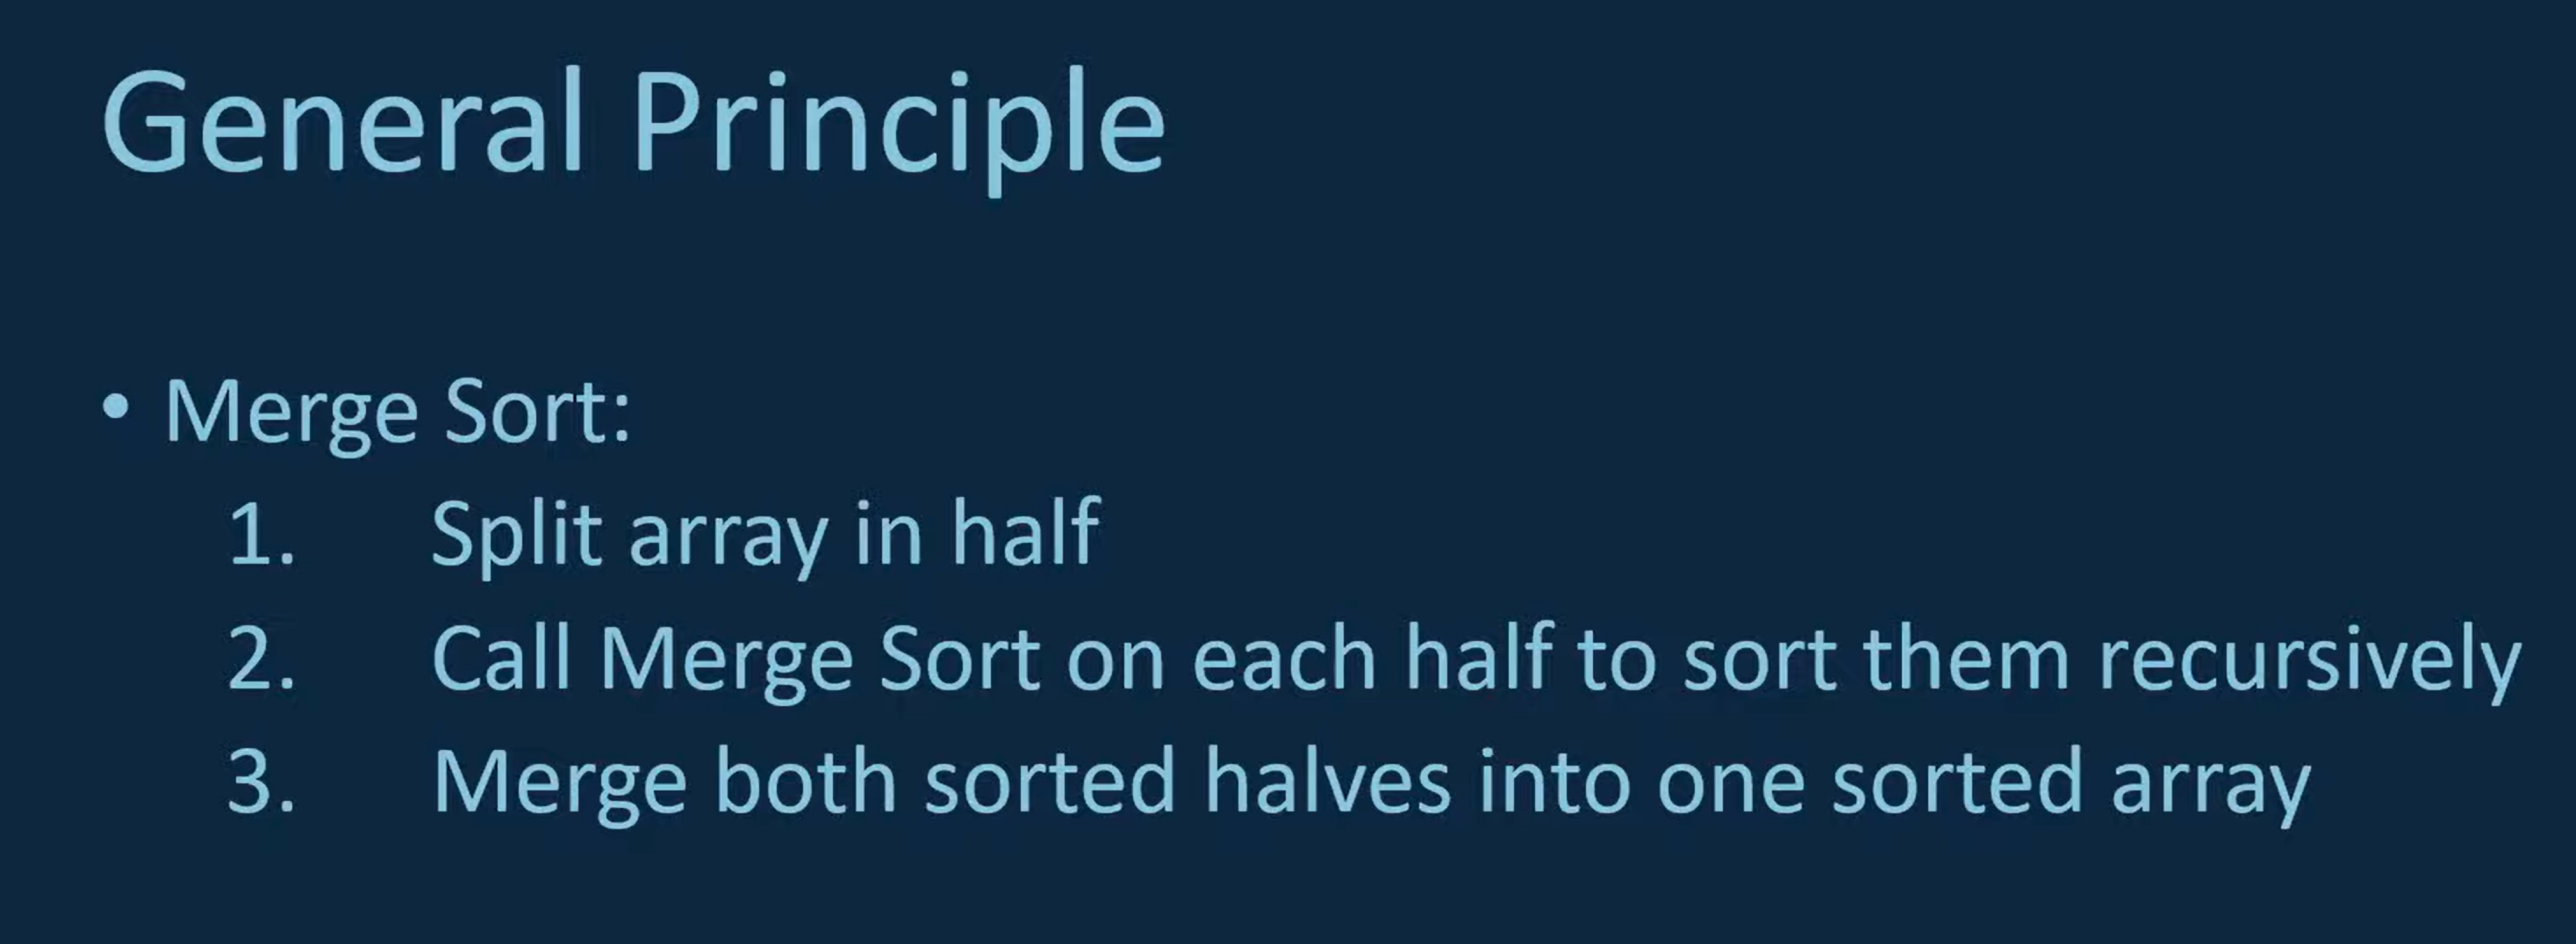 General Principle
• Merge Sort:
1. Split array in half
2. Call Merge Sort on each half to sort them recursively
3. Merge both sorted halves into one sorted array